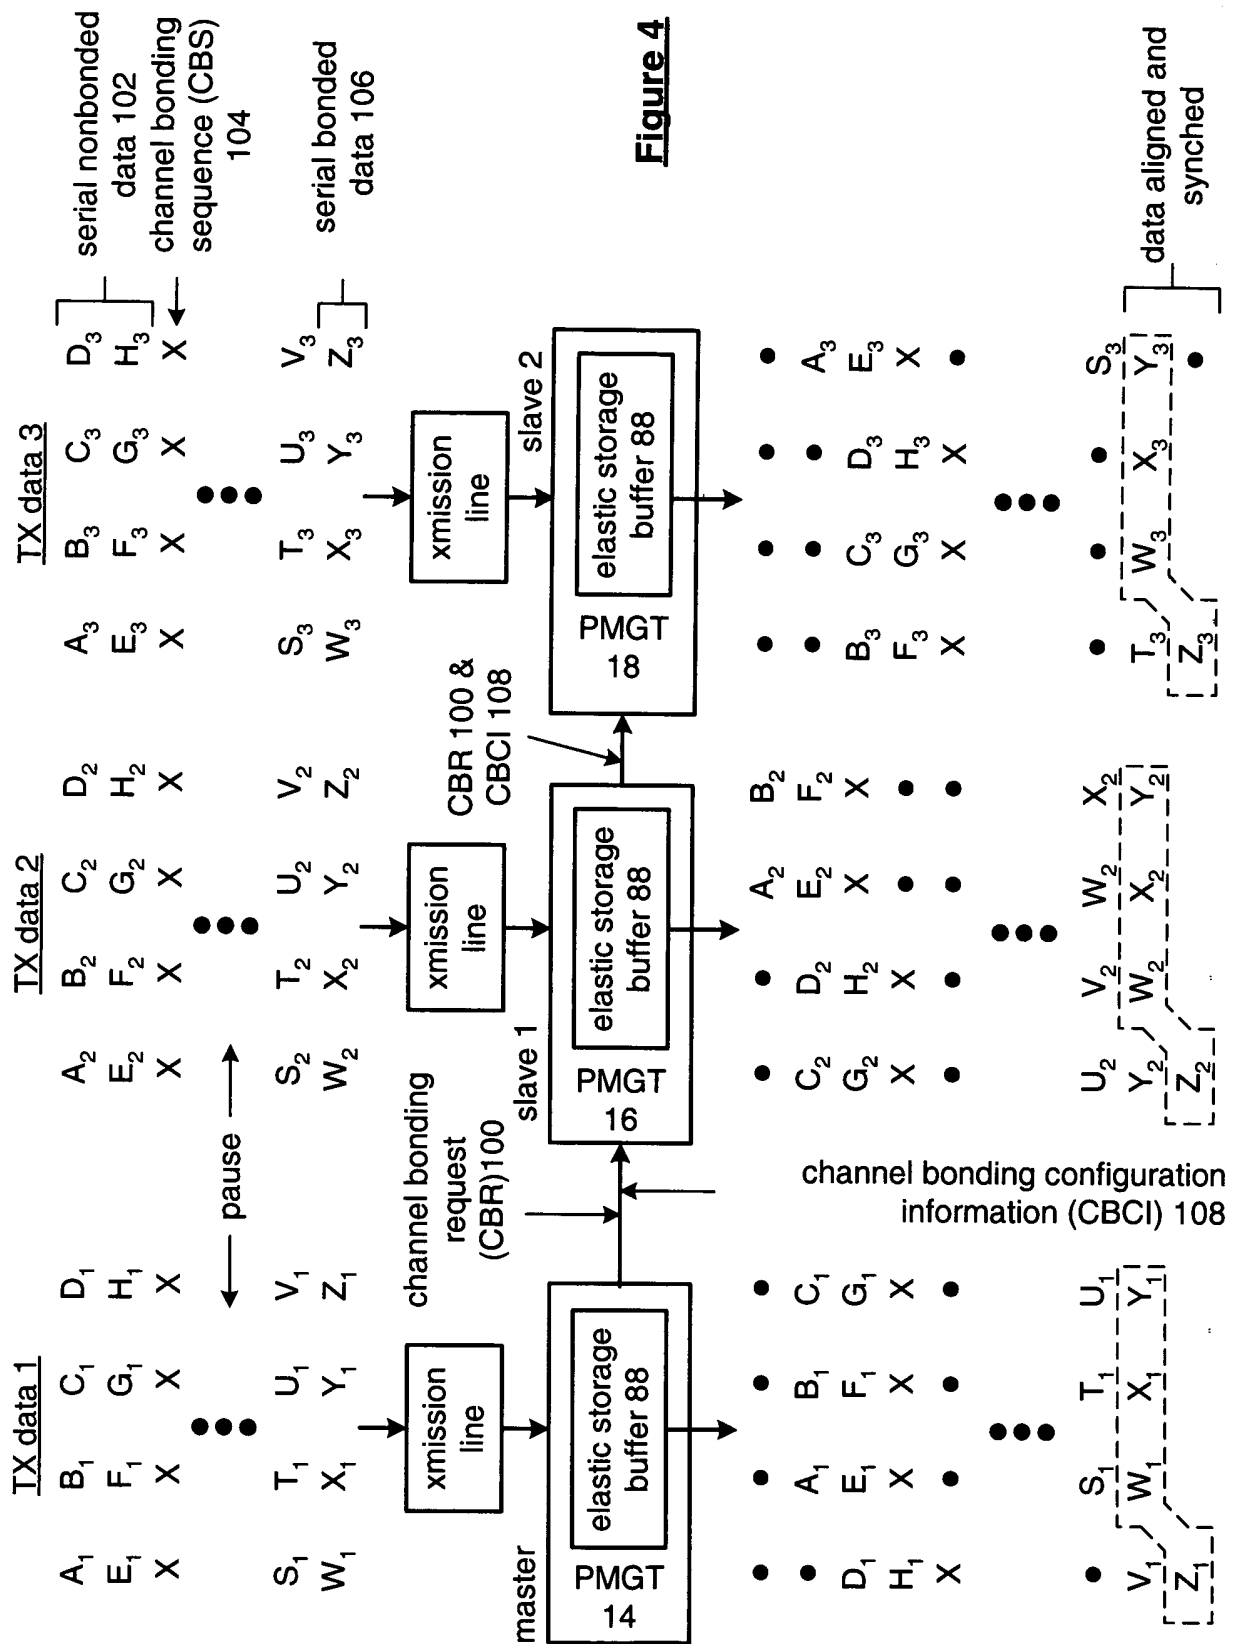 TX data 1 TX data 2 TX data 3
A₁ B₁ C₁ D₁ A₂ B₂ C₂ D₂ A₃ B₃ C₃ D₃
E₁ F₁ G₁ H₁ E₂ F₂ G₂ H₂ E₃ F₃ G₃ H₃
X X X X X X X X X X X X
serial nonbonded
data 102
channel bonding
sequence (CBS)
104
pause
S₁ T₁ U₁ V₁ S₂ T₂ U₂ V₂ S₃ T₃ U₃ V₃
W₁ X₁ Y₁ Z₁ W₂ X₂ Y₂ Z₂ W₃ X₃ Y₃ Z₃
serial bonded
data 106
xmission
line
channel bonding
request
(CBR)100
xmission
line
CBR 100 &
CBCI 108
xmission
line
master
PMGT
14
elastic storage
buffer 88
slave 1
PMGT
16
elastic storage
buffer 88
slave 2
PMGT
18
elastic storage
buffer 88
Figure 4
• • • • • • A₂ B₂ • • • •
• A₁ B₁ C₁ C₂ D₂ E₂ F₂ • • • A₃
D₁ E₁ F₁ G₁ G₂ H₂ X X B₃ C₃ D₃ E₃
H₁ X X X X X • • F₃ G₃ H₃ X
X • • • • • • • X X X •
channel bonding configuration
information (CBCI) 108
• S₁ T₁ U₁ U₂ V₂ W₂ X₂ • • • S₃
V₁ W₁ X₁ Y₁ Y₂ W₂ X₂ Y₂ T₃ W₃ X₃ Y₃
Z₁ Z₂ Z₃ •
data aligned and
synched